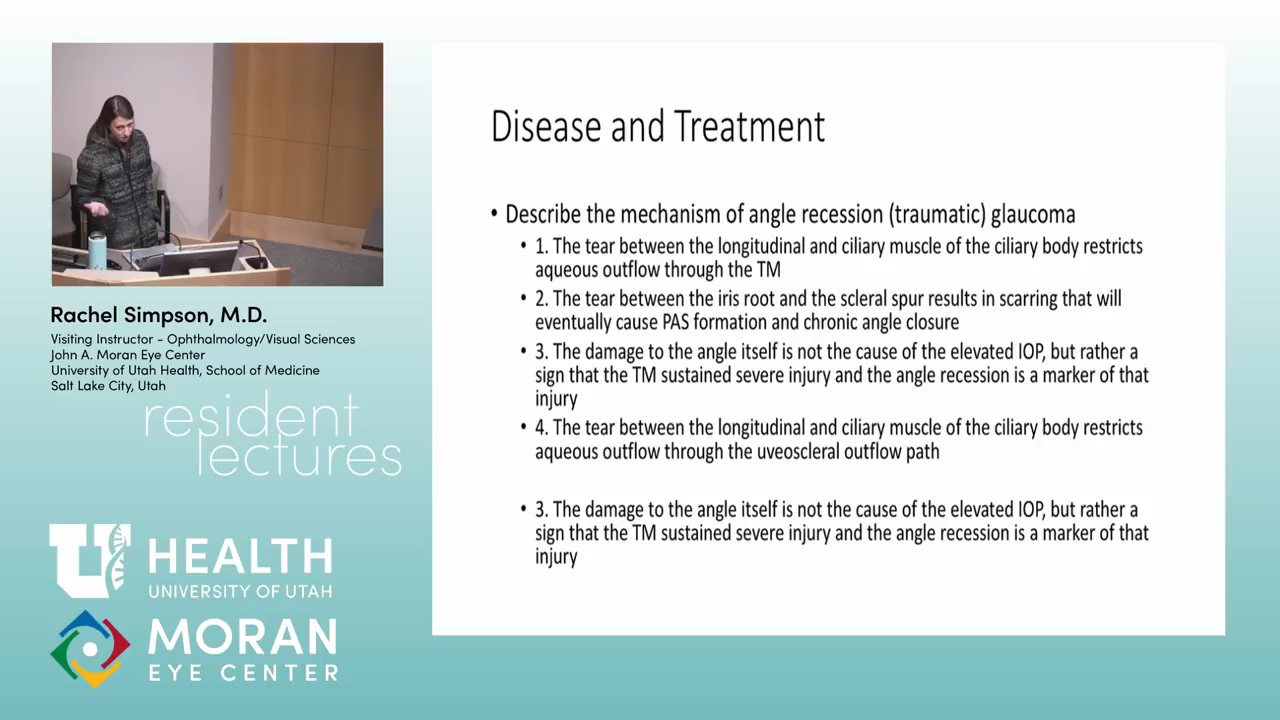 Rachel Simpson, M.D.
Visiting Instructor - Ophthalmology/Visual Sciences
John A. Moran Eye Center
University of Utah Health, School of Medicine
Salt Lake City, Utah
resident
lectures
U HEALTH
UNIVERSITY OF UTAH
MORAN
EYE CENTER
Disease and Treatment
• Describe the mechanism of angle recession (traumatic) glaucoma
• 1. The tear between the longitudinal and ciliary muscle of the ciliary body restricts
aqueous outflow through the TM
• 2. The tear between the iris root and the scleral spur results in scarring that will
eventually cause PAS formation and chronic angle closure
• 3. The damage to the angle itself is not the cause of the elevated IOP, but rather a
sign that the TM sustained severe injury and the angle recession is a marker of that
injury
• 4. The tear between the longitudinal and ciliary muscle of the ciliary body restricts
aqueous outflow through the uveoscleral outflow path
• 3. The damage to the angle itself is not the cause of the elevated IOP, but rather a
sign that the TM sustained severe injury and the angle recession is a marker of that
injury